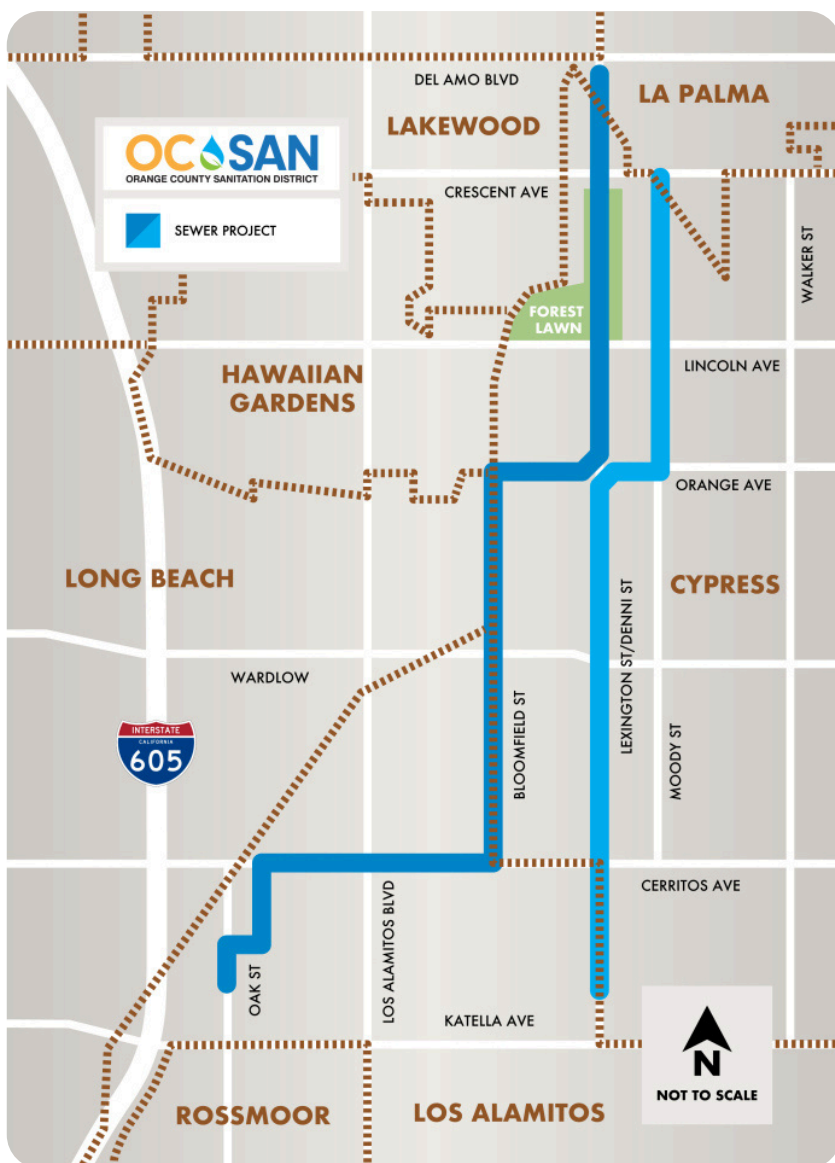 DEL AMO BLVD
LA PALMA
LAKEWOOD
OC SAN
ORANGE COUNTY SANITATION DISTRICT
CRESCENT AVE
SEWER PROJECT
WALKER ST
FOREST
LAWN
LINCOLN AVE
HAWAIIAN
GARDENS
ORANGE AVE
LONG BEACH
CYPRESS
LEXINGTON ST/DENNI ST
WARDLOW
BLOOMFIELD ST
MOODY ST
INTERSTATE
CALIFORNIA
605
CERRITOS AVE
LOS ALAMITOS BLVD
OAK ST
KATELLA AVE
N
NOT TO SCALE
ROSSMOOR
LOS ALAMITOS